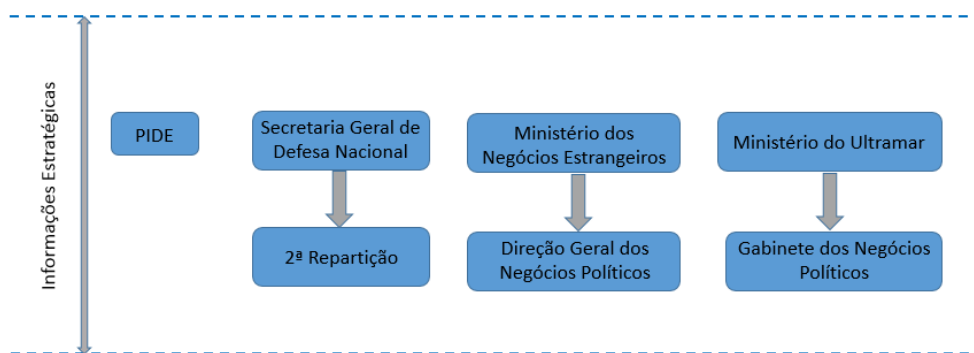 Informações Estratégicas
PIDE
Secretaria Geral de
Defesa Nacional
Ministério dos
Negócios Estrangeiros
Ministério do Ultramar
2ª Repartição
Direção Geral dos
Negócios Políticos
Gabinete dos Negócios
Políticos